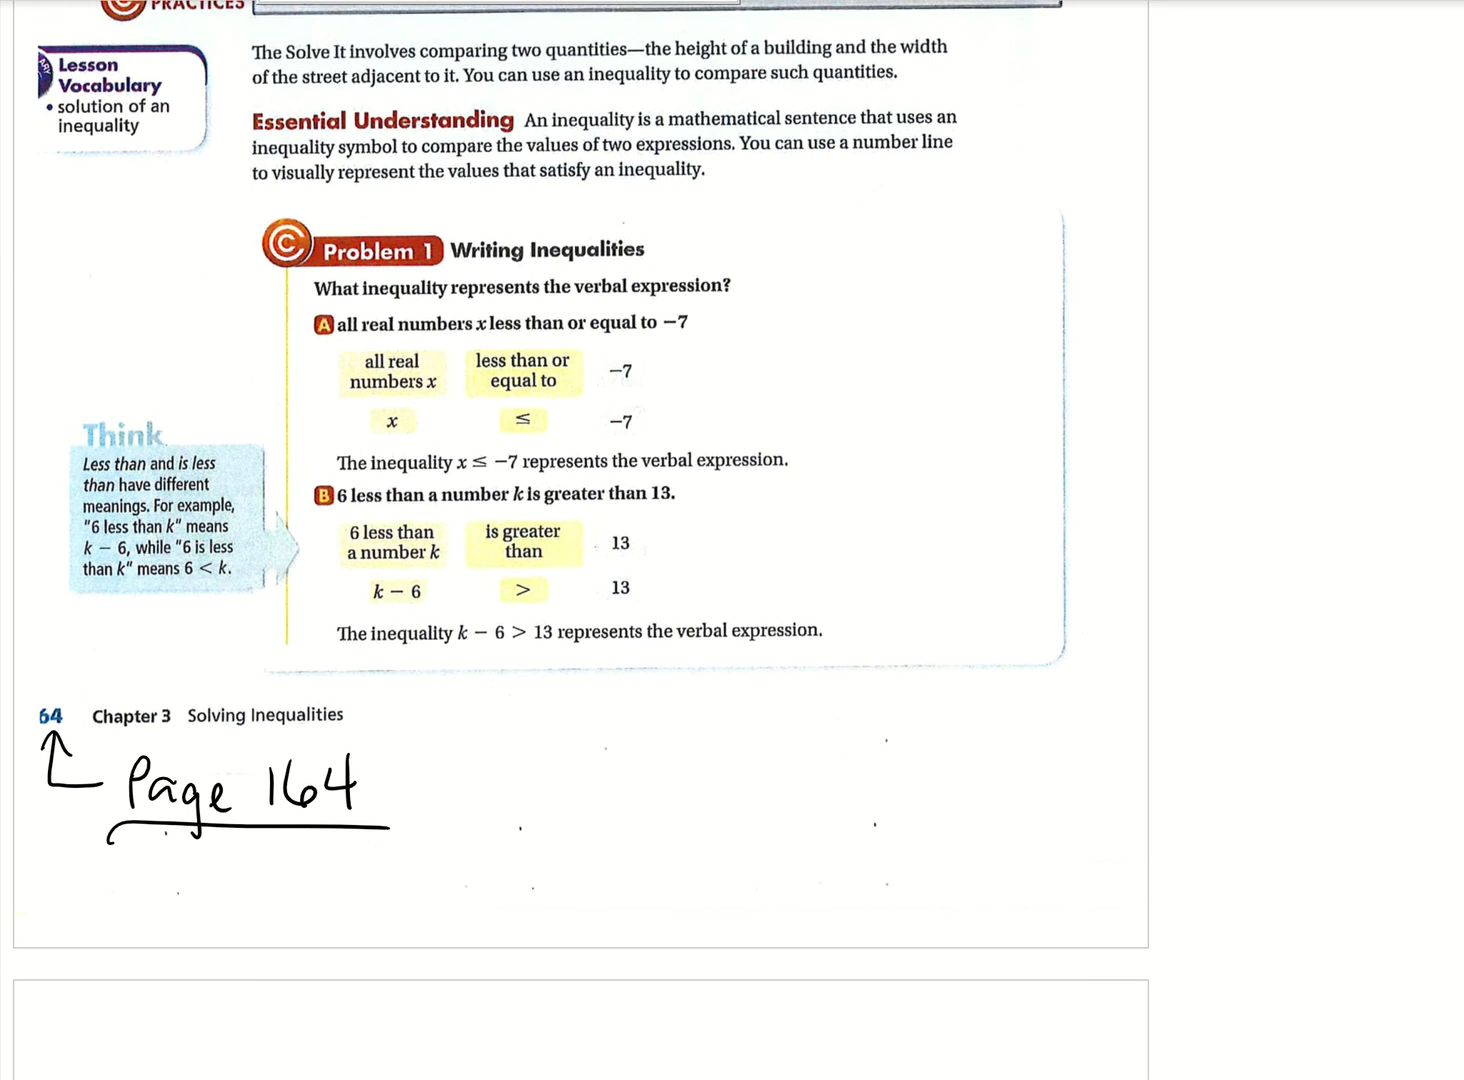 PRACTICES
Lesson
Vocabulary
• solution of an
inequality
The Solve It involves comparing two quantities—the height of a building and the width
of the street adjacent to it. You can use an inequality to compare such quantities.
Essential Understanding An inequality is a mathematical sentence that uses an
inequality symbol to compare the values of two expressions. You can use a number line
to visually represent the values that satisfy an inequality.
Problem 1 Writing Inequalities
What inequality represents the verbal expression?
A all real numbers x less than or equal to −7
all real
numbers x
less than or
equal to
−7
x ≤ −7
The inequality x ≤ −7 represents the verbal expression.
B 6 less than a number k is greater than 13.
6 less than
a number k
is greater
than
13
k − 6 > 13
The inequality k − 6 > 13 represents the verbal expression.
Think
Less than and is less
than have different
meanings. For example,
"6 less than k" means
k − 6, while "6 is less
than k" means 6 < k.
64 Chapter 3 Solving Inequalities
Page 164